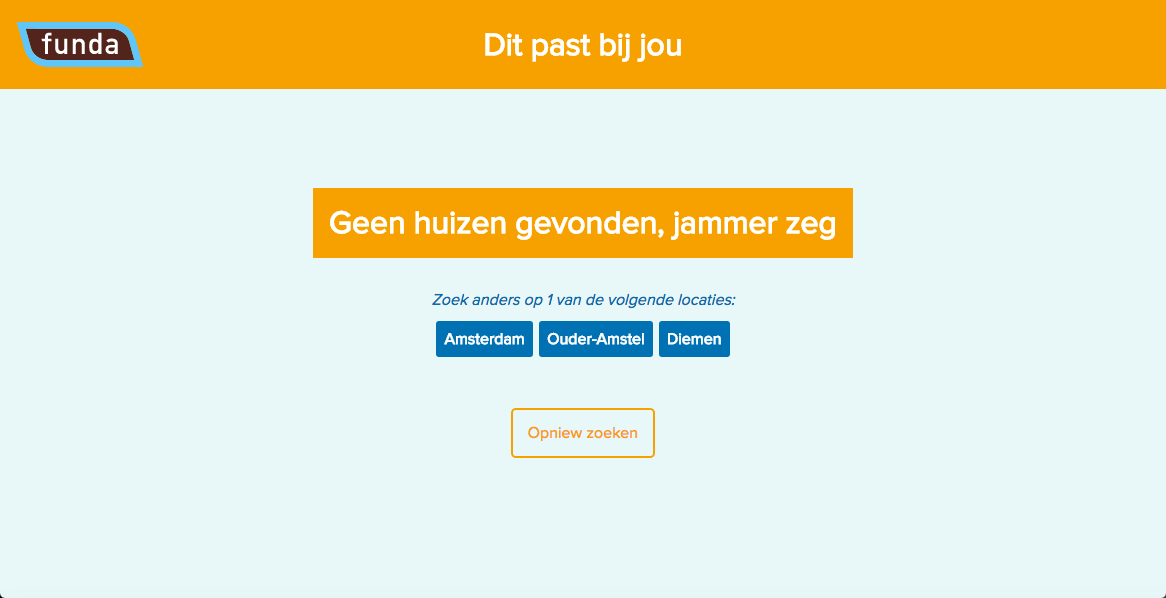 funda
Dit past bij jou
Geen huizen gevonden, jammer zeg
Zoek anders op 1 van de volgende locaties:
Amsterdam Ouder-Amstel Diemen
Opniew zoeken